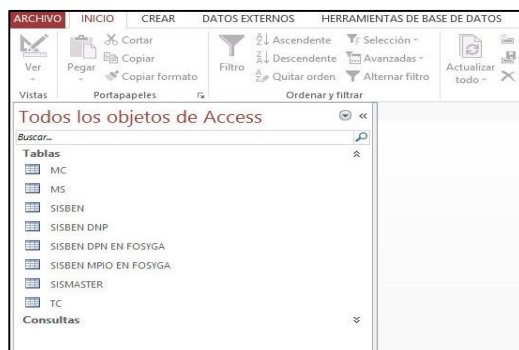 ARCHIVO INICIO CREAR DATOS EXTERNOS HERRAMIENTAS DE BASE DE DATOS
Ver
Pegar
Cortar
Copiar
Copiar formato
Filtro
Ascendente
Descendente
Quitar orden
Selección
Avanzadas
Alternar filtro
Actualizar
todo
Vistas Portapapeles Ordenar y filtrar
Todos los objetos de Access
Buscar...
Tablas
MC
MS
SISBEN
SISBEN DNP
SISBEN DPN EN FOSYGA
SISBEN MPIO EN FOSYGA
SISMASTER
TC
Consultas